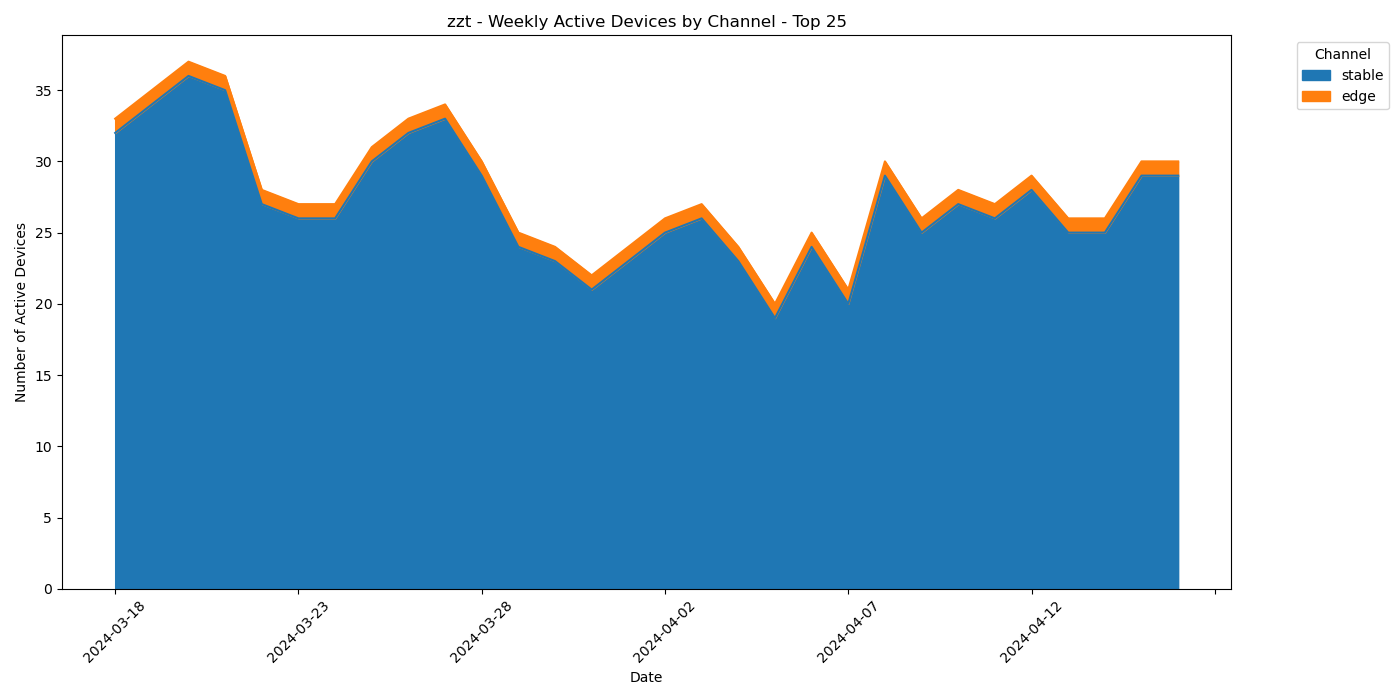 zzt - Weekly Active Devices by Channel - Top 25
Channel
stable
edge
Number of Active Devices
35
30
25
20
15
10
5
0
2024-03-18
2024-03-23
2024-03-28
2024-04-02
2024-04-07
2024-04-12
Date